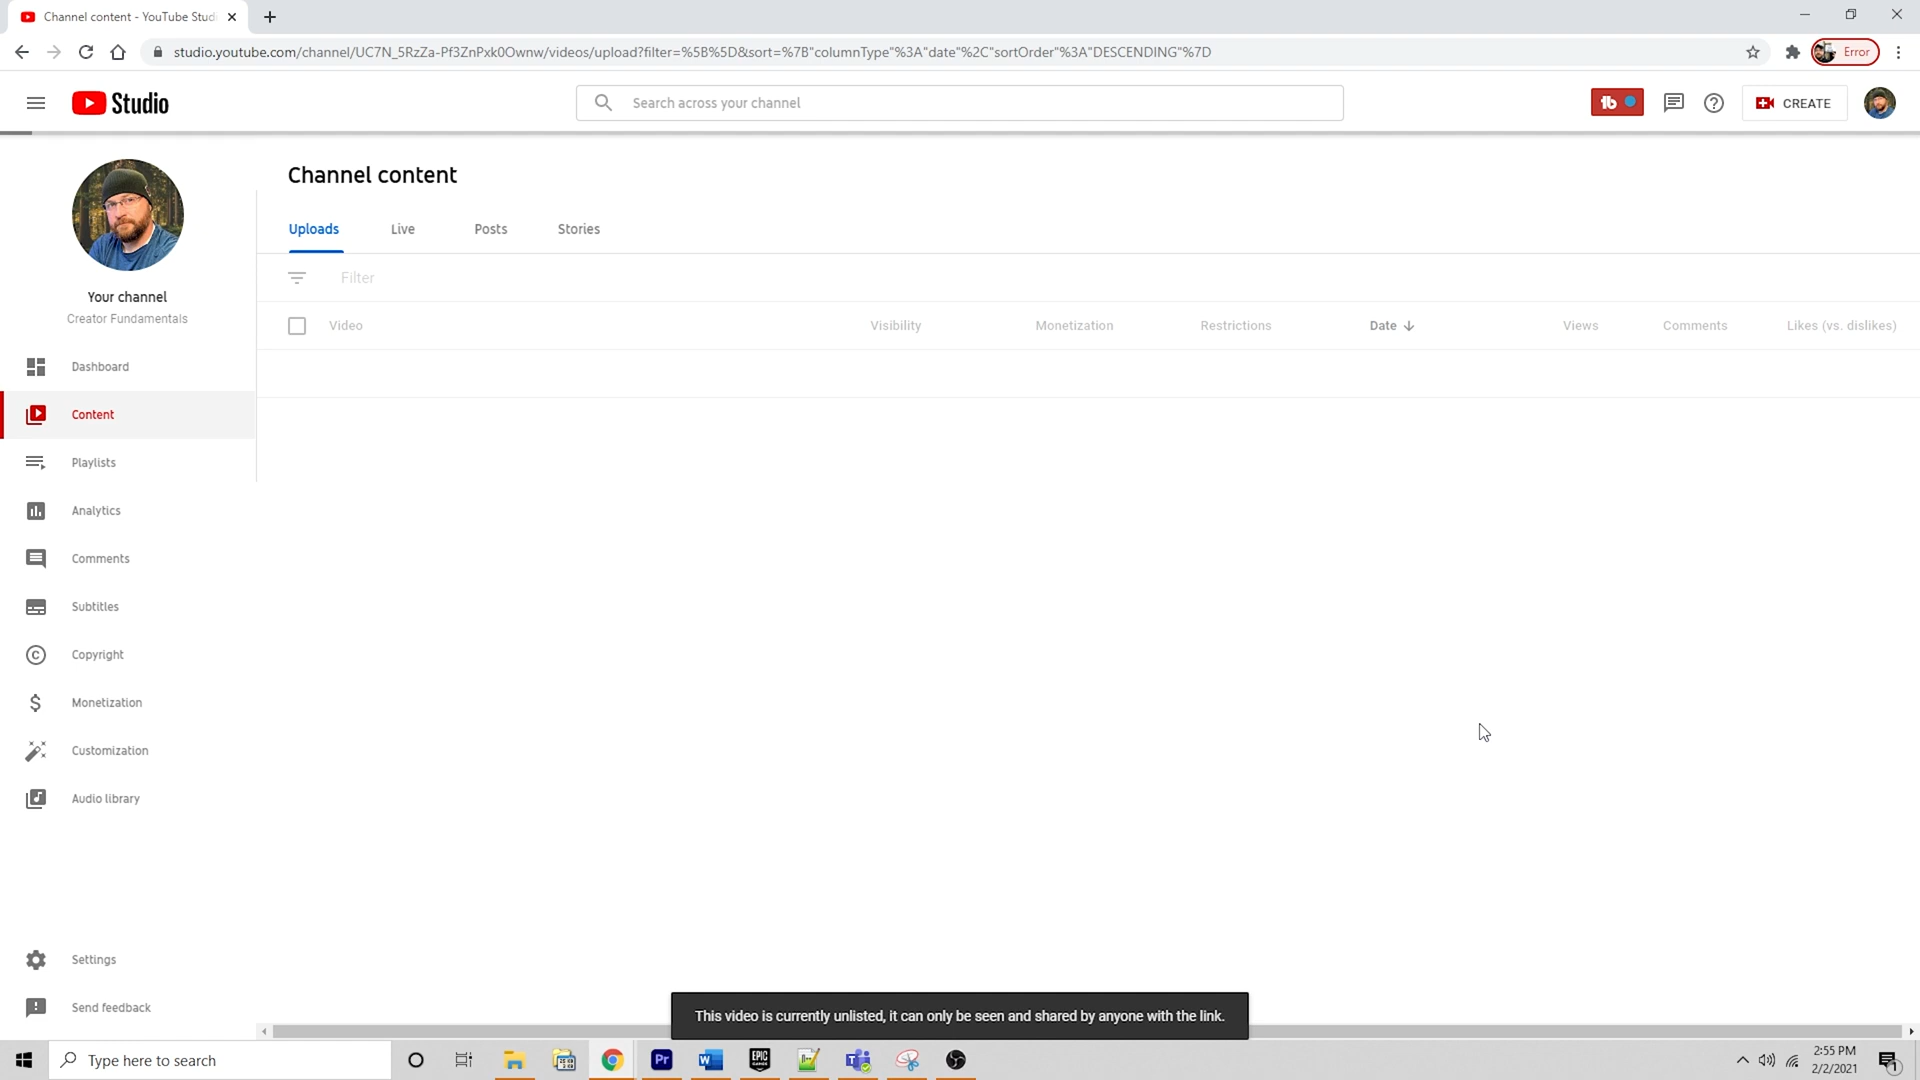 Channel content - YouTube Studi
studio.youtube.com/channel/UC7N_5RzZa-Pf3ZnPxk0Ownw/videos/upload?filter=%5B%5D&sort=%7B"columnType"%3A"date"%2C"sortOrder"%3A"DESCENDING"%7D
Error
Studio
Search across your channel
CREATE
Channel content
Uploads Live Posts Stories
Your channel
Creator Fundamentals
Filter
Video Visibility Monetization Restrictions Date Views Comments Likes (vs. dislikes)
Dashboard
Content
Playlists
Analytics
Comments
Subtitles
Copyright
Monetization
Customization
Audio library
Settings
Send feedback
This video is currently unlisted, it can only be seen and shared by anyone with the link.
Type here to search
Pr
W
EPIC
GAMES
2:55 PM
2/2/2021
1